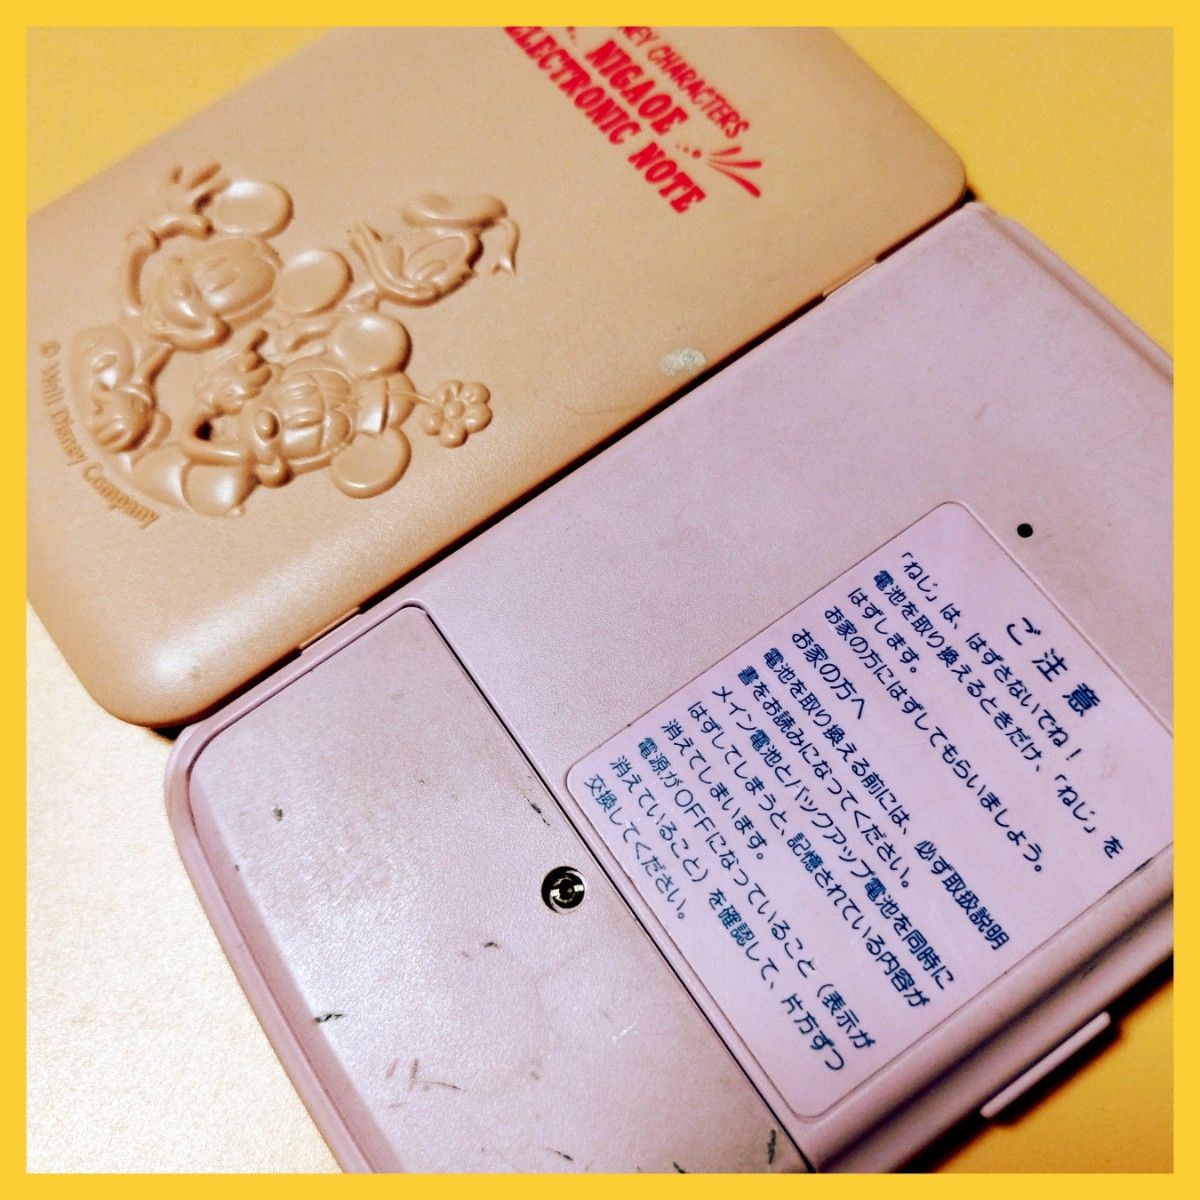 NEY CHARACTERS
NIGAOE
ELECTRONIC NOTE
© Walt Disney Company
ご注意
「ねじ」は、はずさないでね！
電池を取り換えるときだけ、「ねじ」を
はずします。
お家の方にはずしてもらいましょう。
お家の方へ
電池を取り換える前には、必ず取扱説明
書をお読みになってください。
メイン電池とバックアップ電池を同時に
はずしてしまうと、記憶されている内容が
消えてしまいます。
電源がOFFになっていること（表示が
消えていること）を確認して、片方ずつ
交換してください。